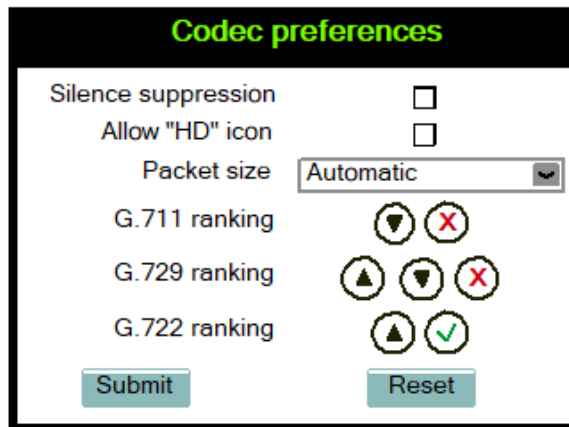 Codec preferences
Silence suppression
Allow "HD" icon
Packet size Automatic
G.711 ranking X
G.729 ranking X
G.722 ranking
Submit Reset